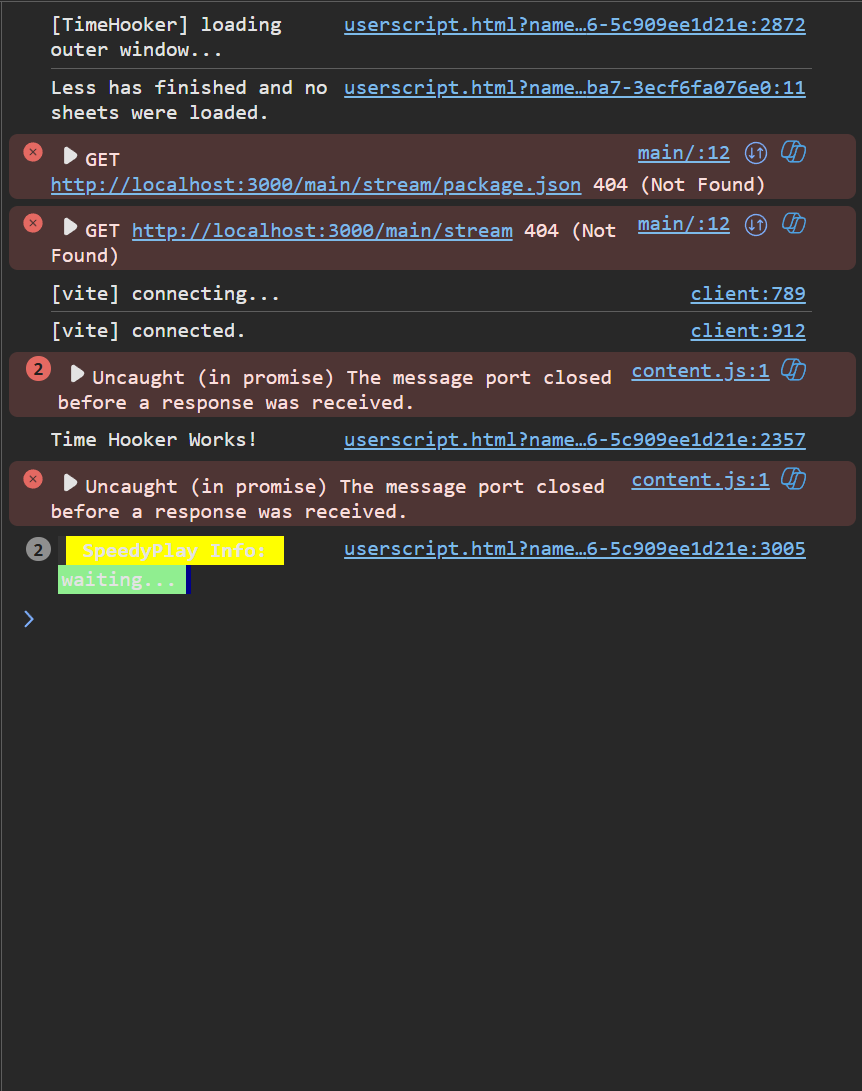 [TimeHooker] loading userscript.html?name…6-5c909ee1d21e:2872
outer window...
Less has finished and no userscript.html?name…ba7-3ecf6fa076e0:11
sheets were loaded.
GET main/:12
http://localhost:3000/main/stream/package.json 404 (Not Found)
GET http://localhost:3000/main/stream 404 (Not main/:12
Found)
[vite] connecting... client:789
[vite] connected. client:912
2 Uncaught (in promise) The message port closed content.js:1
before a response was received.
Time Hooker Works! userscript.html?name…6-5c909ee1d21e:2357
Uncaught (in promise) The message port closed content.js:1
before a response was received.
2 SpeedyPlay Info: userscript.html?name…6-5c909ee1d21e:3005
waiting...